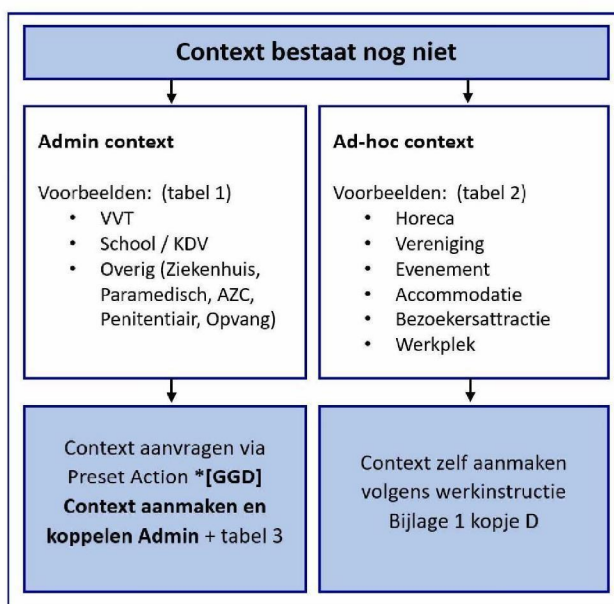 Context bestaat nog niet
Admin context
Voorbeelden: (tabel 1)
• VVT
• School / KDV
• Overig (Ziekenhuis,
Paramedisch, AZC,
Penitentiair, Opvang)
Ad-hoc context
Voorbeelden: (tabel 2)
• Horeca
• Vereniging
• Evenement
• Accommodatie
• Bezoekersattractie
• Werkplek
Context aanvragen via
Preset Action *[GGD]
Context aanmaken en
koppelen Admin + tabel 3
Context zelf aanmaken
volgens werkinstructie
Bijlage 1 kopje D